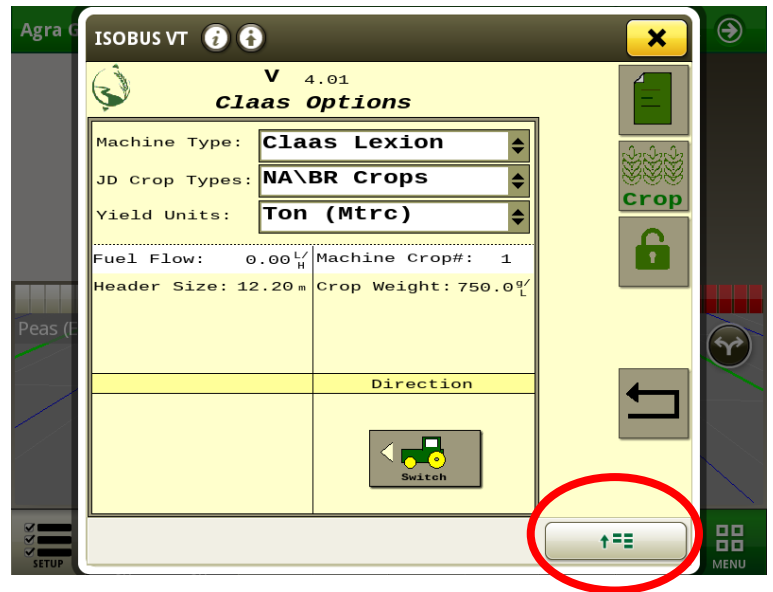 Agra G
ISOBUS VT
V 4.01
Claas Options
Machine Type: Claas Lexion
JD Crop Types: NA\BR Crops
Yield Units: Ton (Mtrc)
Crop
Fuel Flow: 0.00 L/H Machine Crop#: 1
Header Size: 12.20 m Crop Weight: 750.0 g/L
Peas (E
Direction
Switch
SETUP
MENU